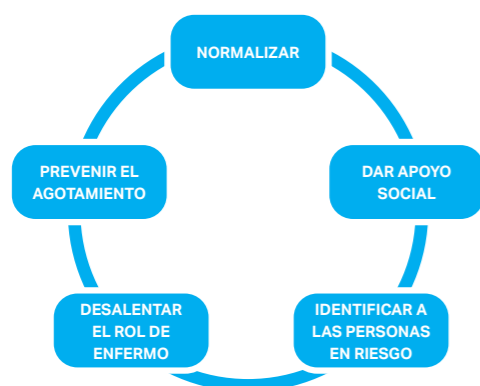 NORMALIZAR
DAR APOYO
SOCIAL
IDENTIFICAR A
LAS PERSONAS
EN RIESGO
DESALENTAR
EL ROL DE
ENFERMO
PREVENIR EL
AGOTAMIENTO